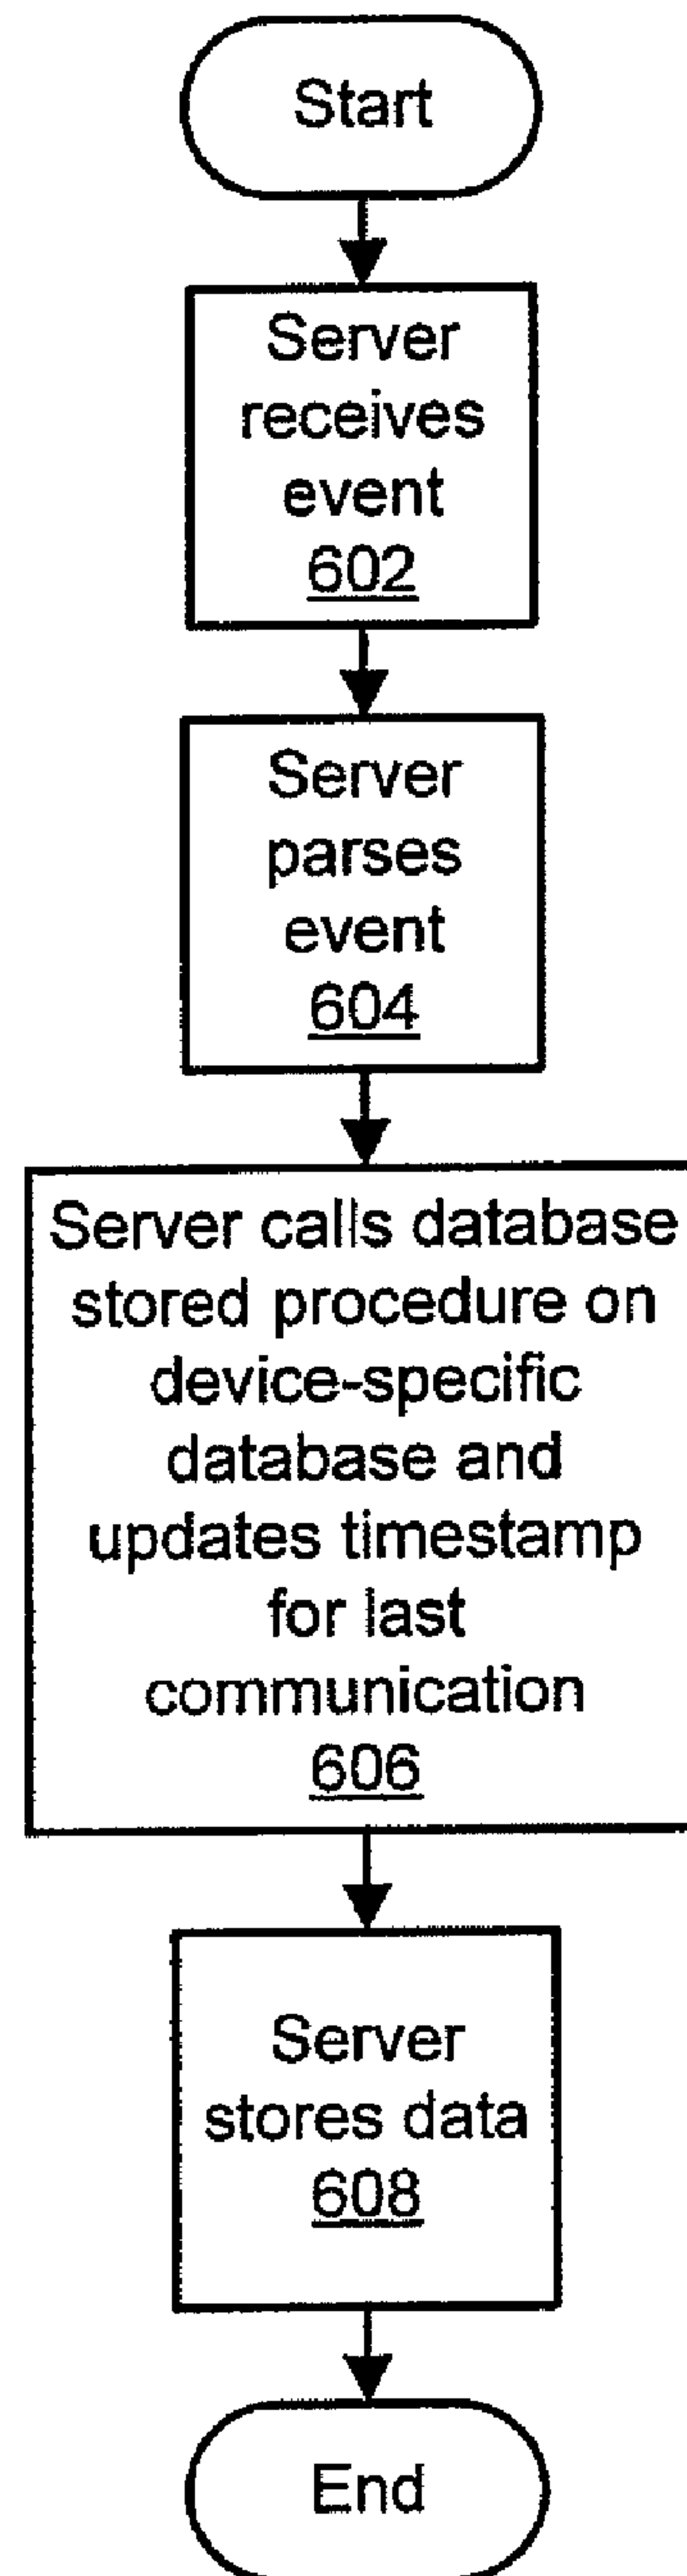 Start
Server
receives
event
602
Server
parses
event
604
Server calls database
stored procedure on
device-specific
database and
updates timestamp
for last
communication
606
Server
stores data
608
End